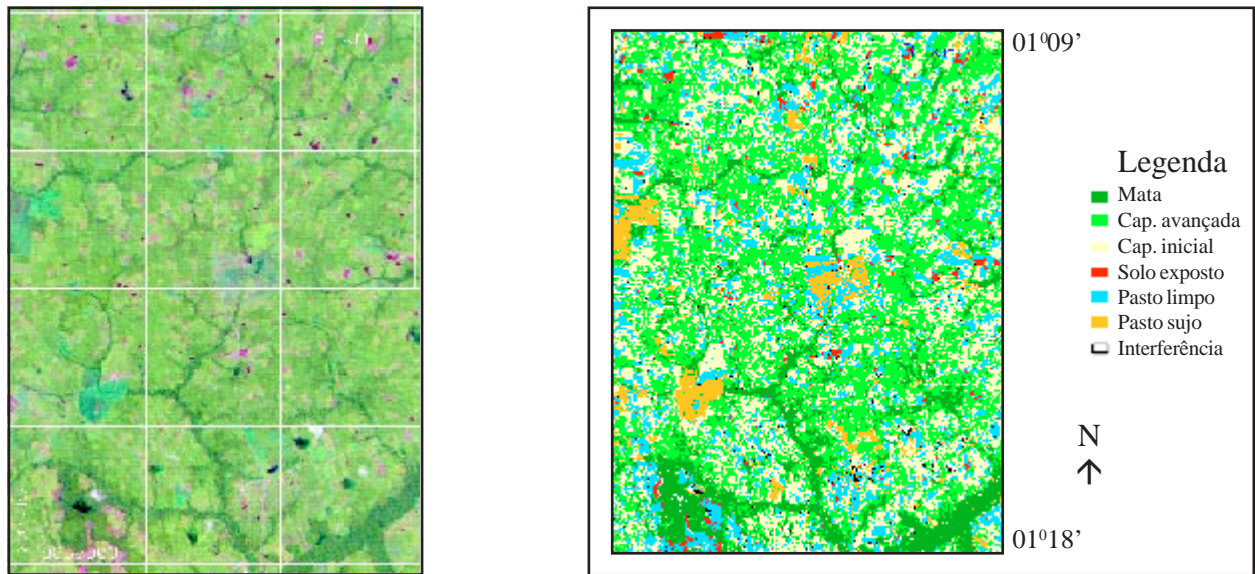 01⁰09’
Legenda
Mata
Cap. avançada
Cap. inicial
Solo exposto
Pasto limpo
Pasto sujo
Interferência
N
01⁰18’